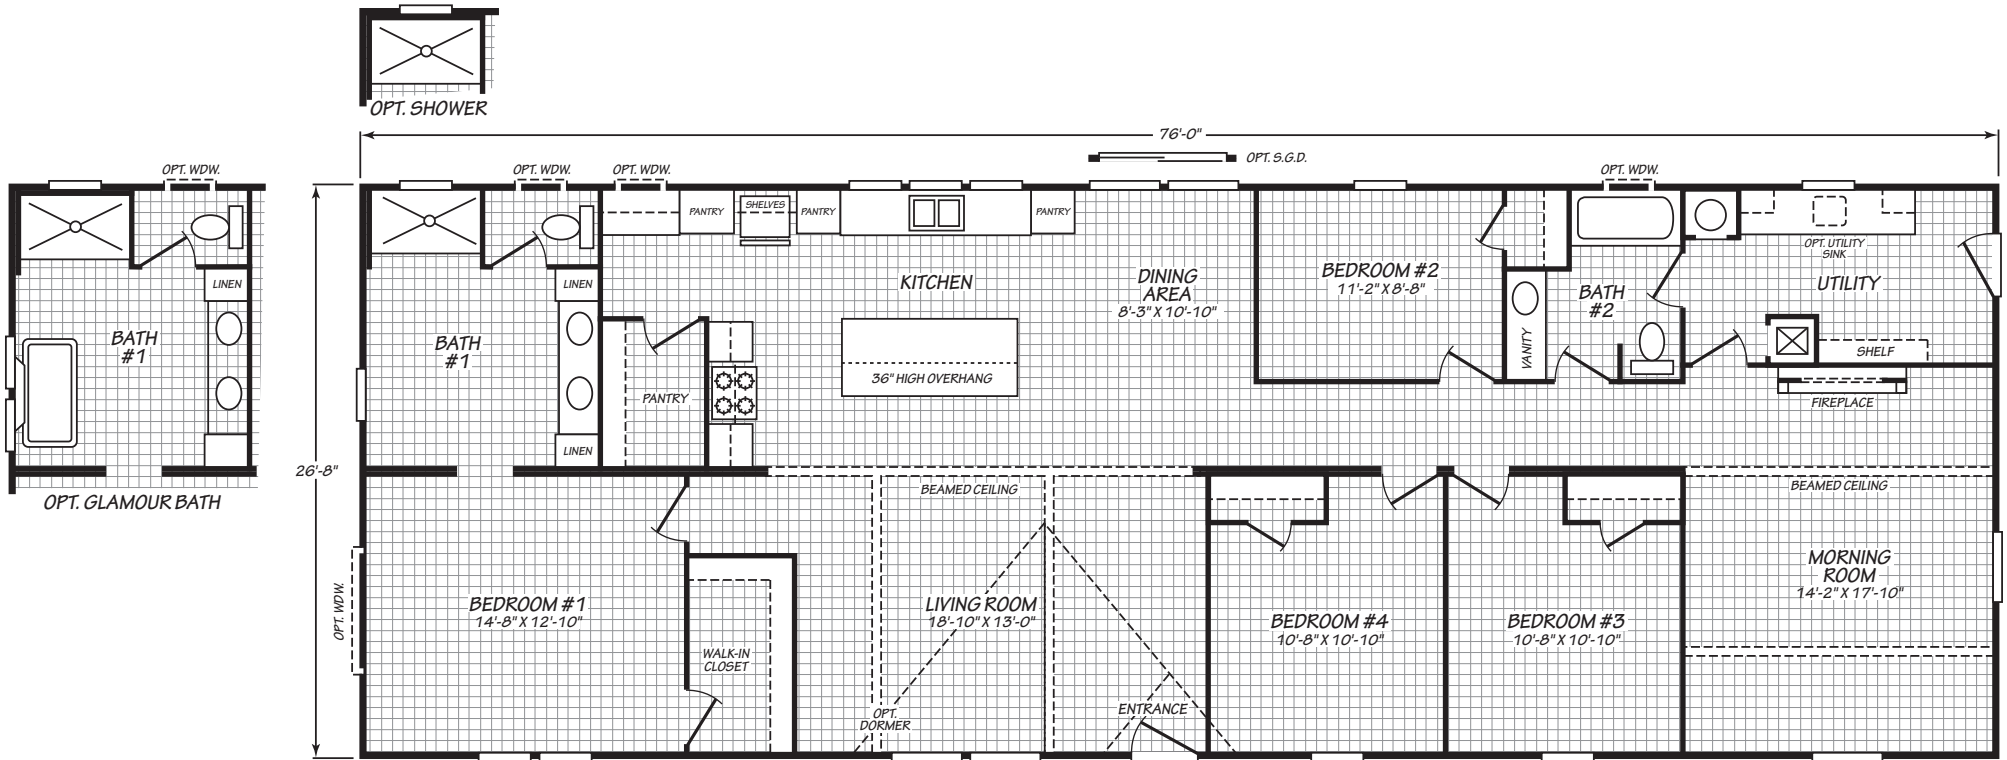 OPT. SHOWER
76'-0"
OPT. S.G.D.
OPT. WDW.
OPT. WDW.
OPT. WDW.
OPT. WDW.
PANTRY
SHELVES
PANTRY
PANTRY
OPT. UTILITY
SINK
LINEN
LINEN
KITCHEN
DINING
AREA
8'-3" X 10'-10"
BEDROOM #2
11'-2" X 8'-8"
BATH
#2
UTILITY
BATH
#1
BATH
#1
VANITY
SHELF
36" HIGH OVERHANG
PANTRY
FIREPLACE
LINEN
26'-8"
OPT. GLAMOUR BATH
BEAMED CEILING
BEAMED CEILING
OPT. WDW.
BEDROOM #1
14'-8" X 12'-10"
LIVING ROOM
18'-10" X 13'-0"
BEDROOM #4
10'-8" X 10'-10"
BEDROOM #3
10'-8" X 10'-10"
MORNING
ROOM
14'-2" X 17'-10"
WALK-IN
CLOSET
OPT.
DORMER
ENTRANCE